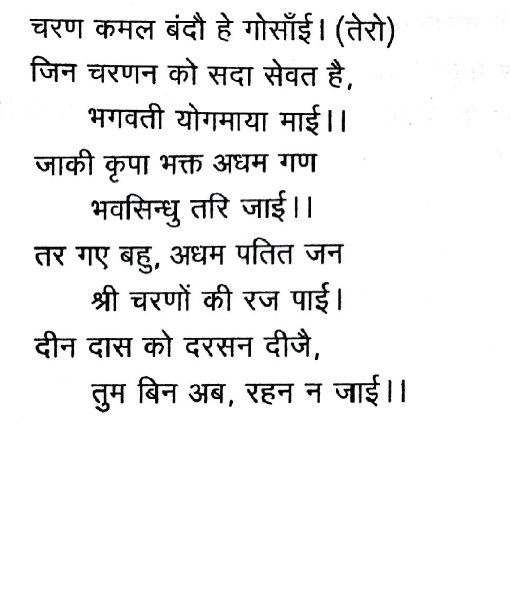 चरण कमल बंदौ हे गोसाँई। (तेरो)
जिन चरणन को सदा सेवत है,
भगवती योगमाया माई।।
जाकी कृपा भक्त अधम गण
भवसिन्धु तरि जाई।।
तर गए बहु, अधम पतित जन
श्री चरणों की रज पाई।
दीन दास को दरसन दीजै,
तुम बिन अब, रहन न जाई।।